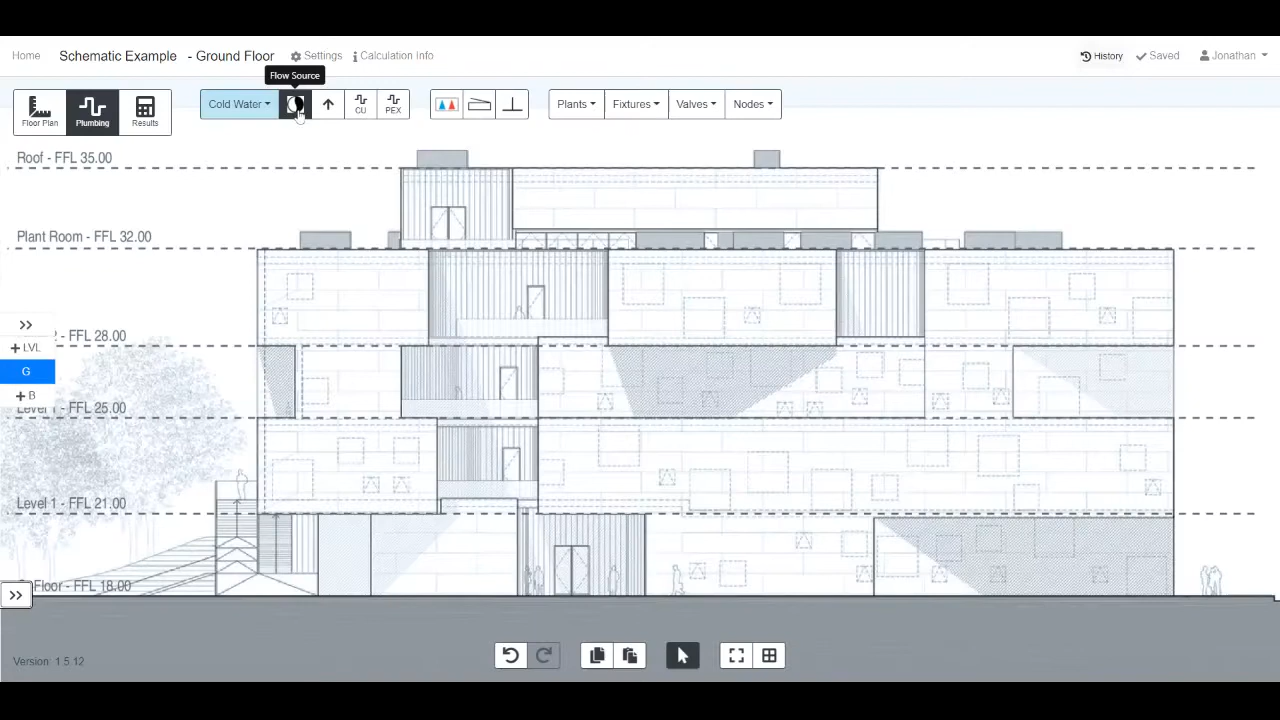 Home Schematic Example - Ground Floor Settings Calculation Info History Saved Jonathan
Flow Source
Floor Plan Plumbing Results
Cold Water CU PEX Plants Fixtures Valves Nodes
Roof - FFL 35.00
Plant Room - FFL 32.00
- FFL 28.00
LVL
G
B
Level 1 - FFL 25.00
Level 1 - FFL 21.00
Floor - FFL 18.00
Version: 1.5.12